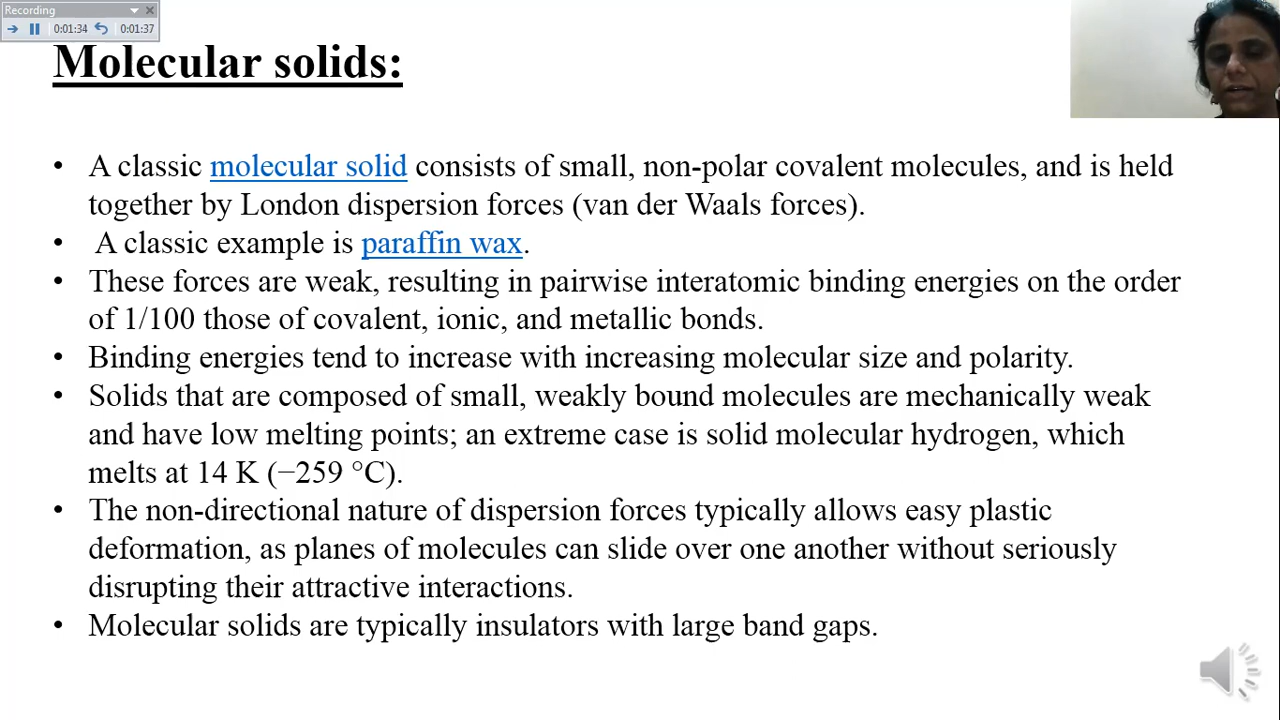 Recording
0:01:34 0:01:37
Molecular solids:
• A classic molecular solid consists of small, non-polar covalent molecules, and is held
together by London dispersion forces (van der Waals forces).
• A classic example is paraffin wax.
• These forces are weak, resulting in pairwise interatomic binding energies on the order
of 1/100 those of covalent, ionic, and metallic bonds.
• Binding energies tend to increase with increasing molecular size and polarity.
• Solids that are composed of small, weakly bound molecules are mechanically weak
and have low melting points; an extreme case is solid molecular hydrogen, which
melts at 14 K (−259 °C).
• The non-directional nature of dispersion forces typically allows easy plastic
deformation, as planes of molecules can slide over one another without seriously
disrupting their attractive interactions.
• Molecular solids are typically insulators with large band gaps.